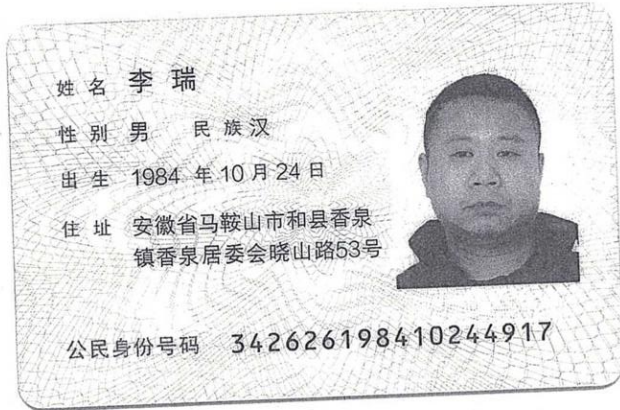 姓名 李瑞
性别 男 民族 汉
出生 1984 年 10 月 24 日
住址 安徽省马鞍山市和县香泉
镇香泉居委会晓山路53号
公民身份号码 342626198410244917